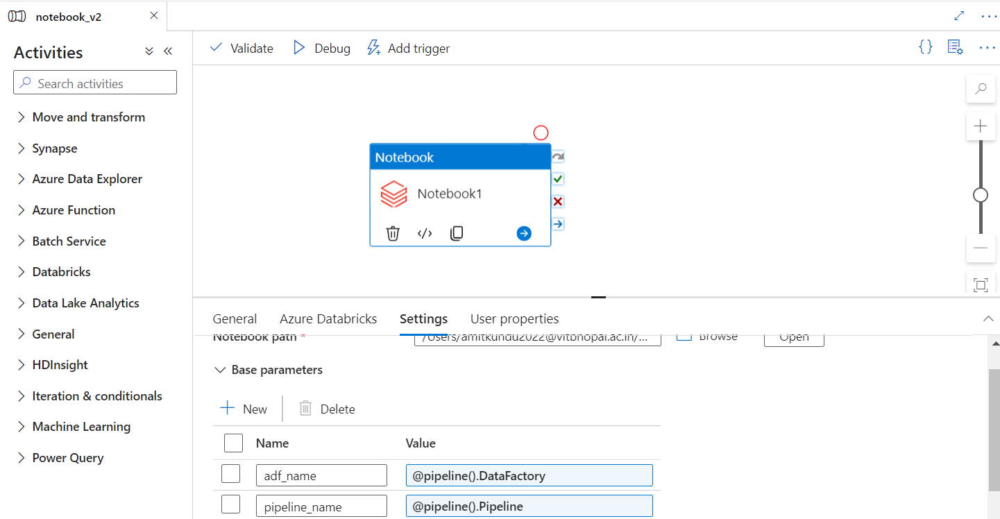 notebook_v2
Activities
Search activities
Move and transform
Synapse
Azure Data Explorer
Azure Function
Batch Service
Databricks
Data Lake Analytics
General
HDInsight
Iteration & conditionals
Machine Learning
Power Query
Validate
Debug
Add trigger
{}
Notebook
Notebook1
General
Azure Databricks
Settings
User properties
Notebook path *
/Users/amitkundu2022@vitbhopal.ac.in/...
Browse
Open
Base parameters
New
Delete
Name
Value
adf_name
@pipeline().DataFactory
pipeline_name
@pipeline().Pipeline